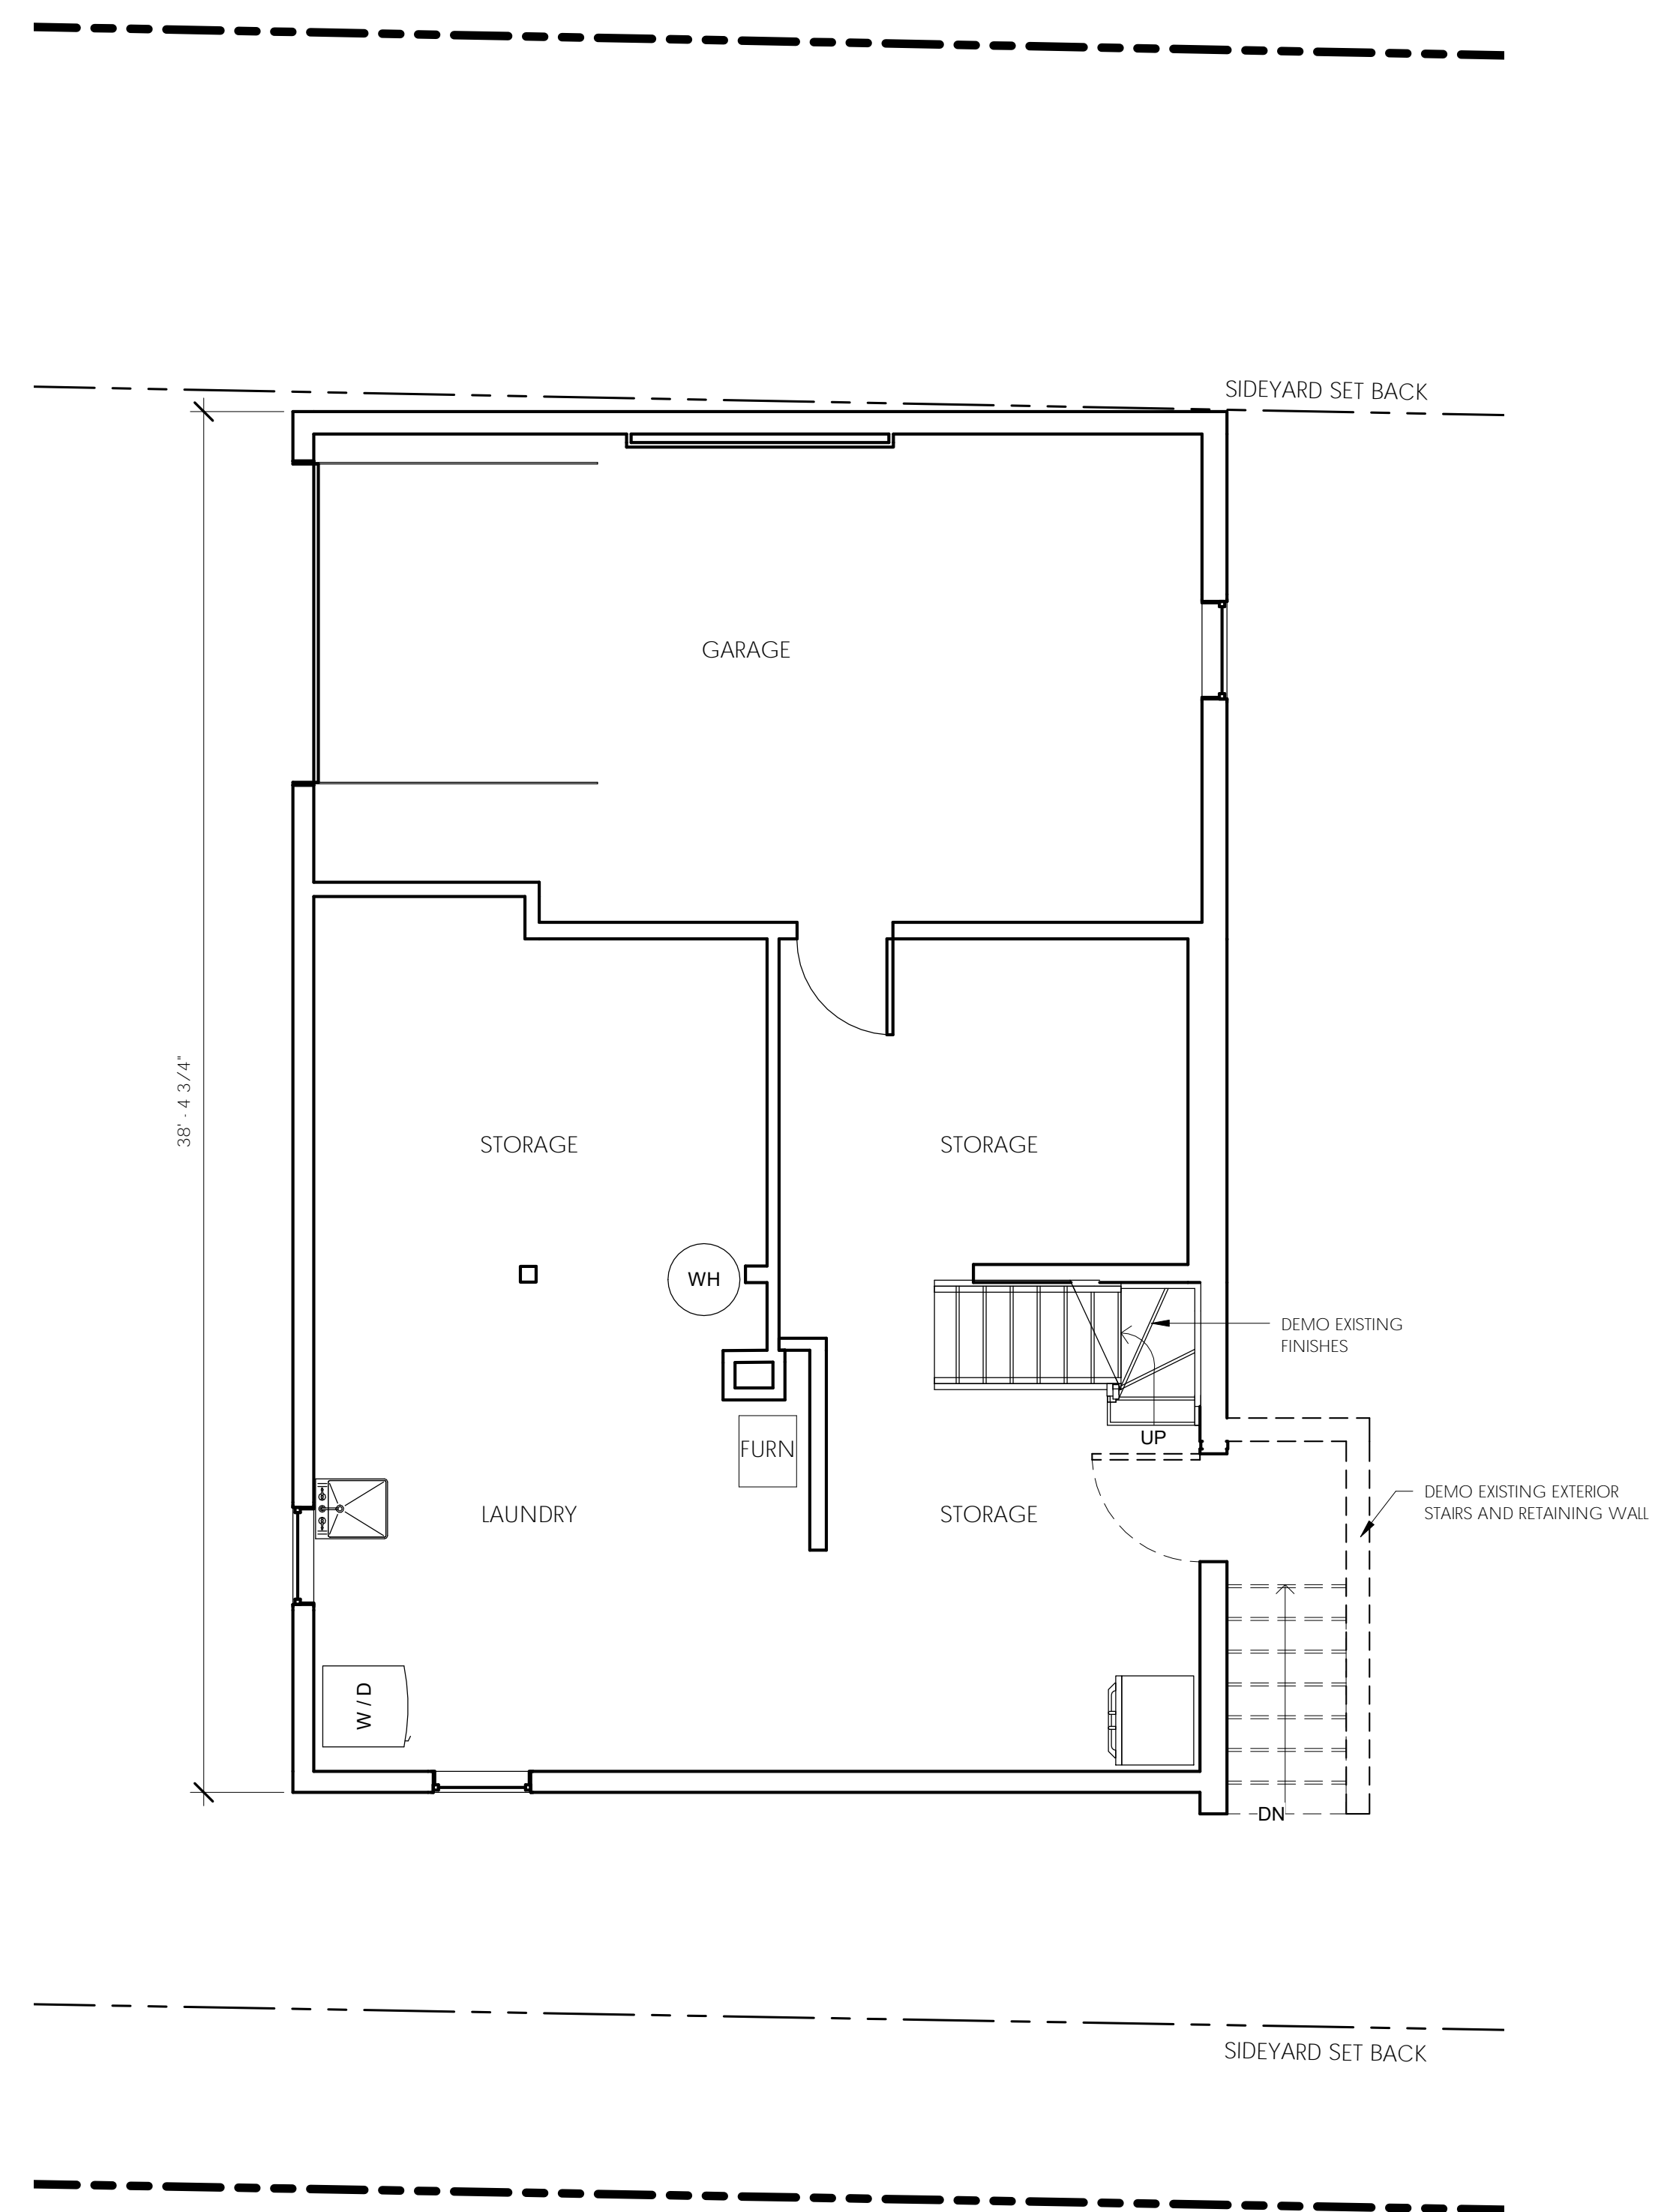 SIDEYARD SET BACK
GARAGE
38' - 4 3/4"
STORAGE
STORAGE
WH
DEMO EXISTING
FINISHES
UP
FURN
DEMO EXISTING EXTERIOR
STAIRS AND RETAINING WALL
LAUNDRY
STORAGE
W / D
DN
SIDEYARD SET BACK